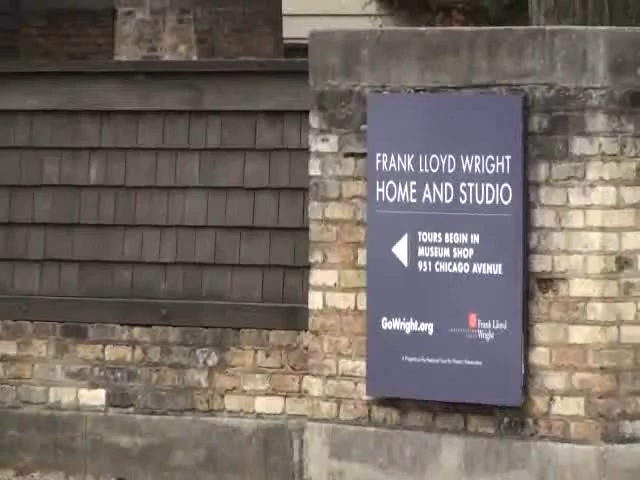 FRANK LLOYD WRIGHT
HOME AND STUDIO
TOURS BEGIN IN
MUSEUM SHOP
951 CHICAGO AVENUE
GoWright.org
Frank Lloyd
Wright